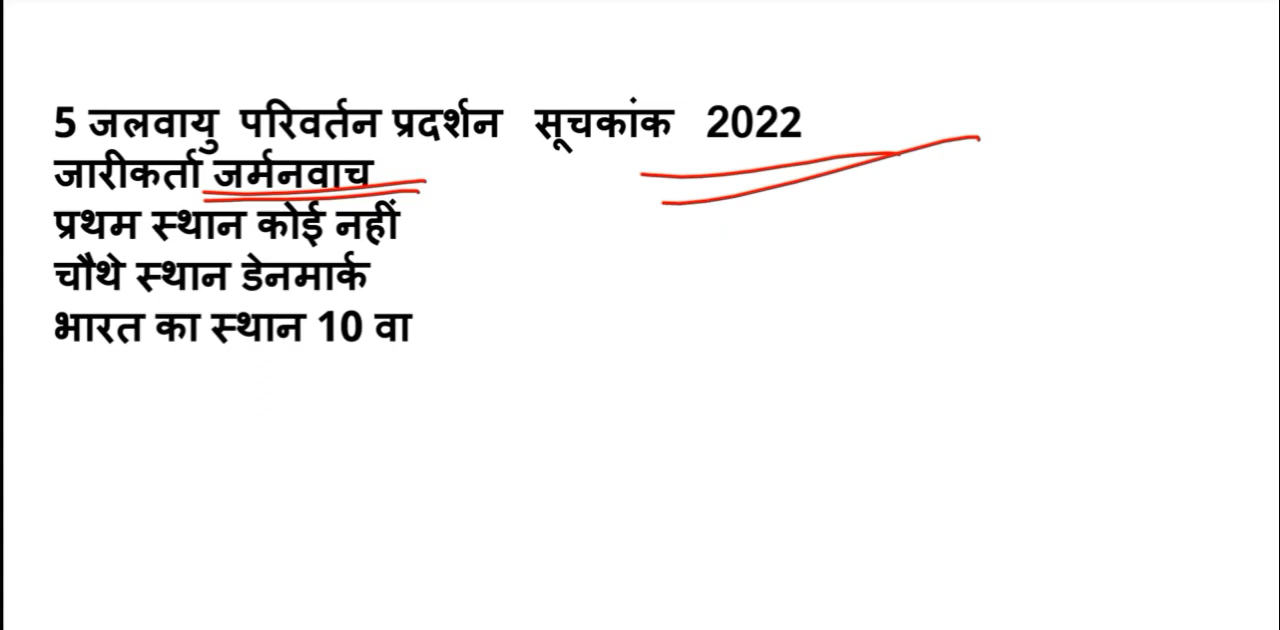 5 जलवायु परिवर्तन प्रदर्शन सूचकांक 2022
जारीकर्ता जर्मनवाच
प्रथम स्थान कोई नहीं
चौथे स्थान डेनमार्क
भारत का स्थान 10 वा